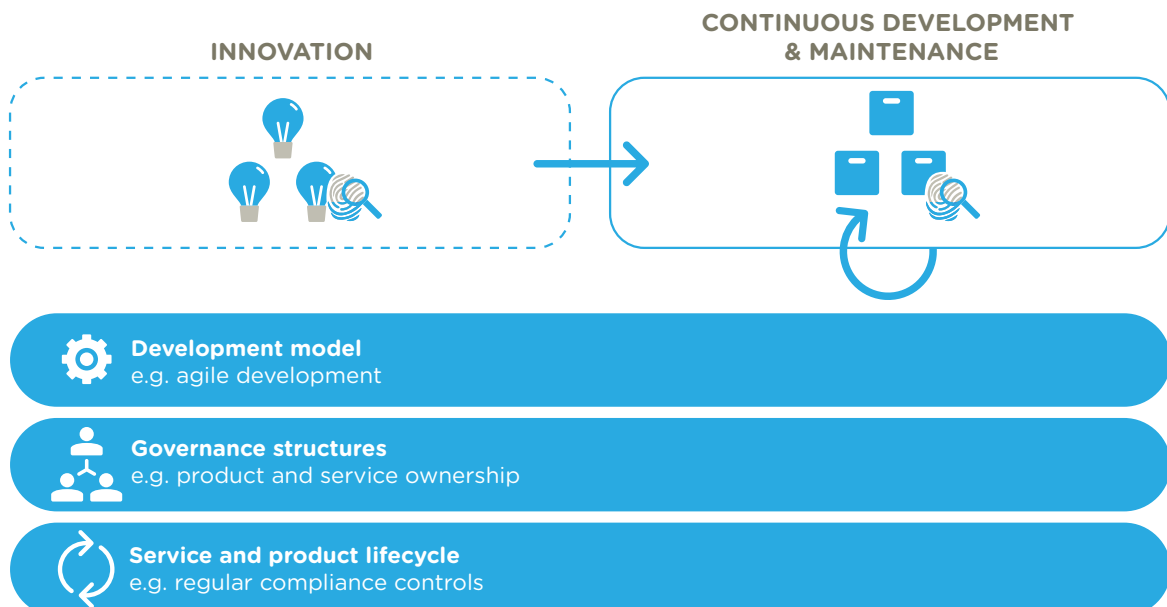 INNOVATION
CONTINUOUS DEVELOPMENT
& MAINTENANCE
Development model
e.g. agile development
Governance structures
e.g. product and service ownership
Service and product lifecycle
e.g. regular compliance controls